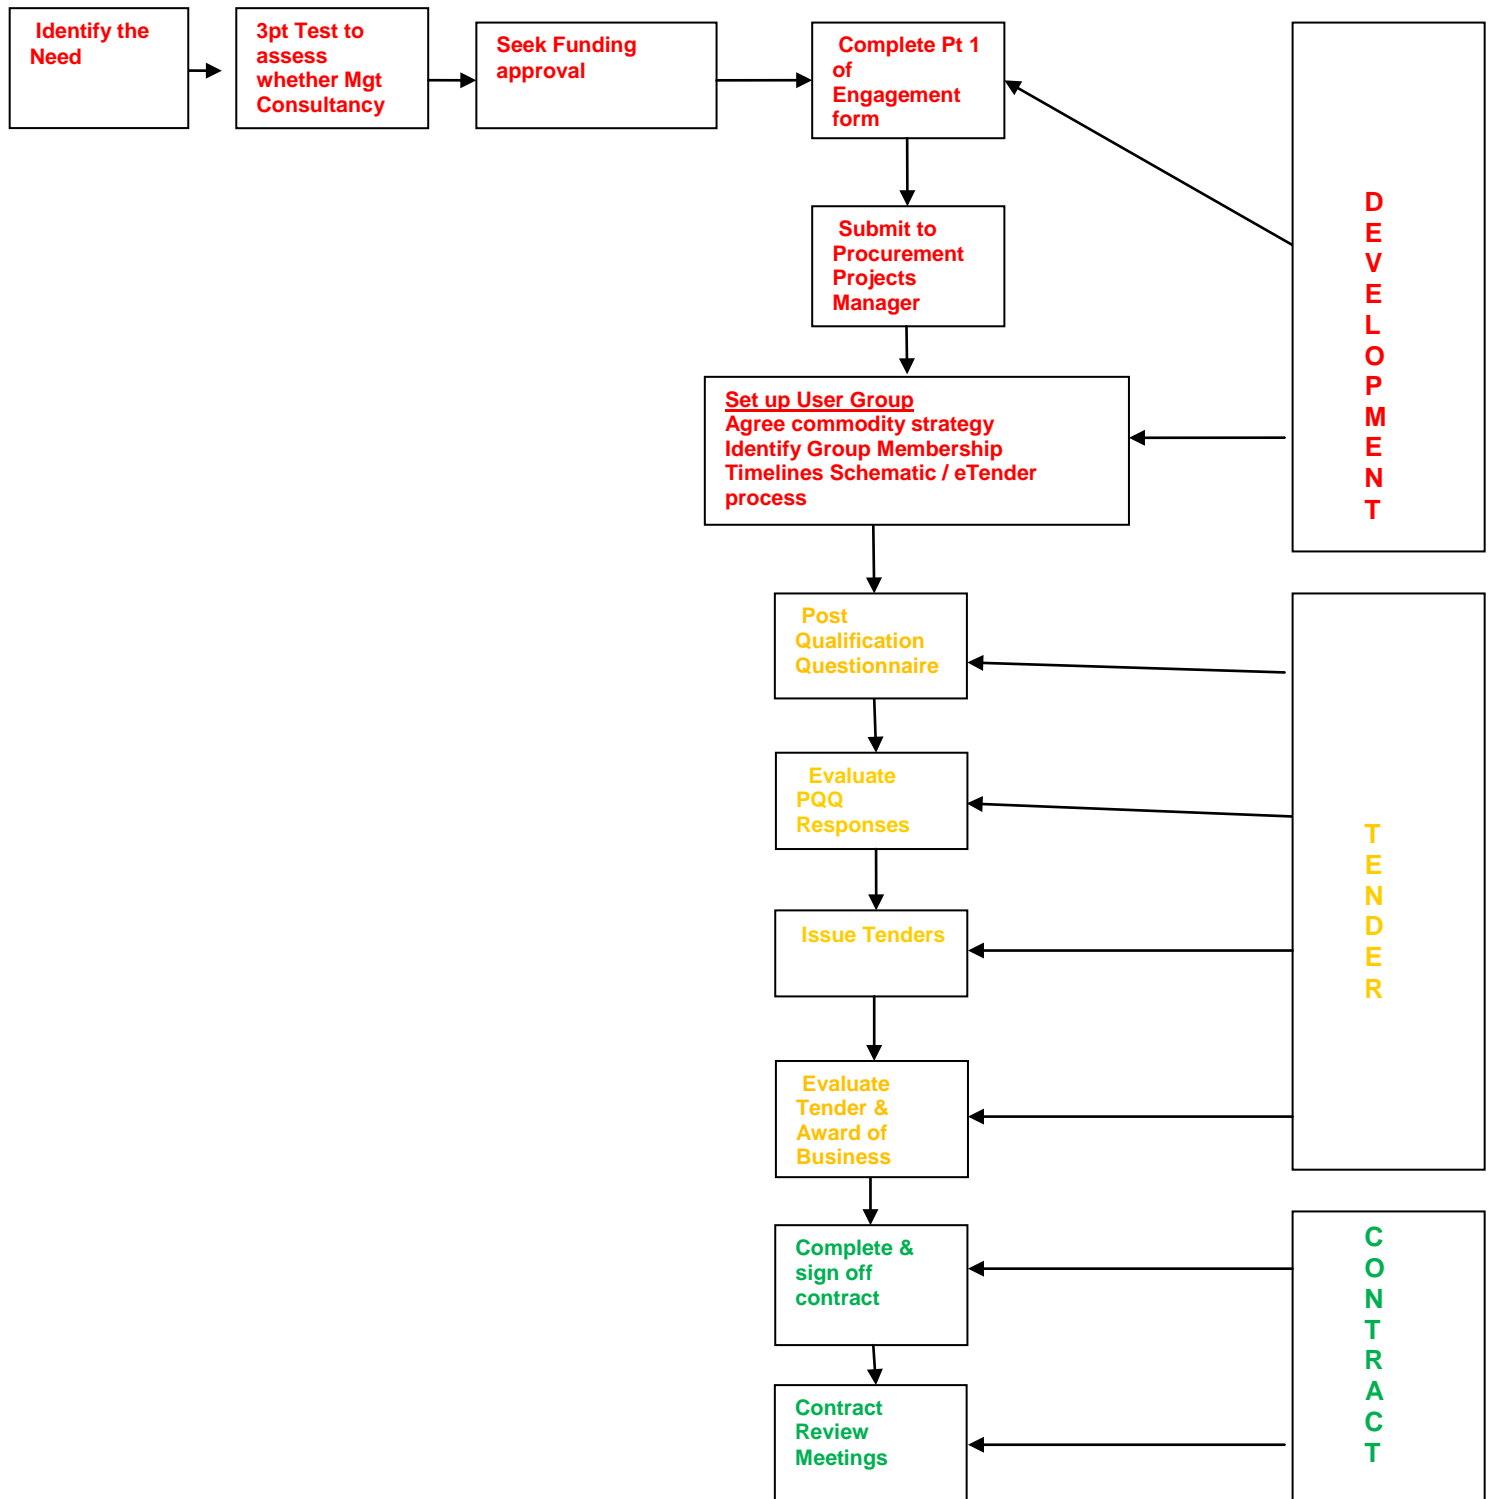 Identify the
Need
3pt Test to
assess
whether Mgt
Consultancy
Seek Funding
approval
Complete Pt 1
of
Engagement
form
Submit to
Procurement
Projects
Manager
Set up User Group
Agree commodity strategy
Identify Group Membership
Timelines Schematic / eTender
process
D
E
V
E
L
O
P
M
E
N
T
Post
Qualification
Questionnaire
Evaluate
PQQ
Responses
Issue Tenders
Evaluate
Tender &
Award of
Business
T
E
N
D
E
R
Complete &
sign off
contract
Contract
Review
Meetings
C
O
N
T
R
A
C
T